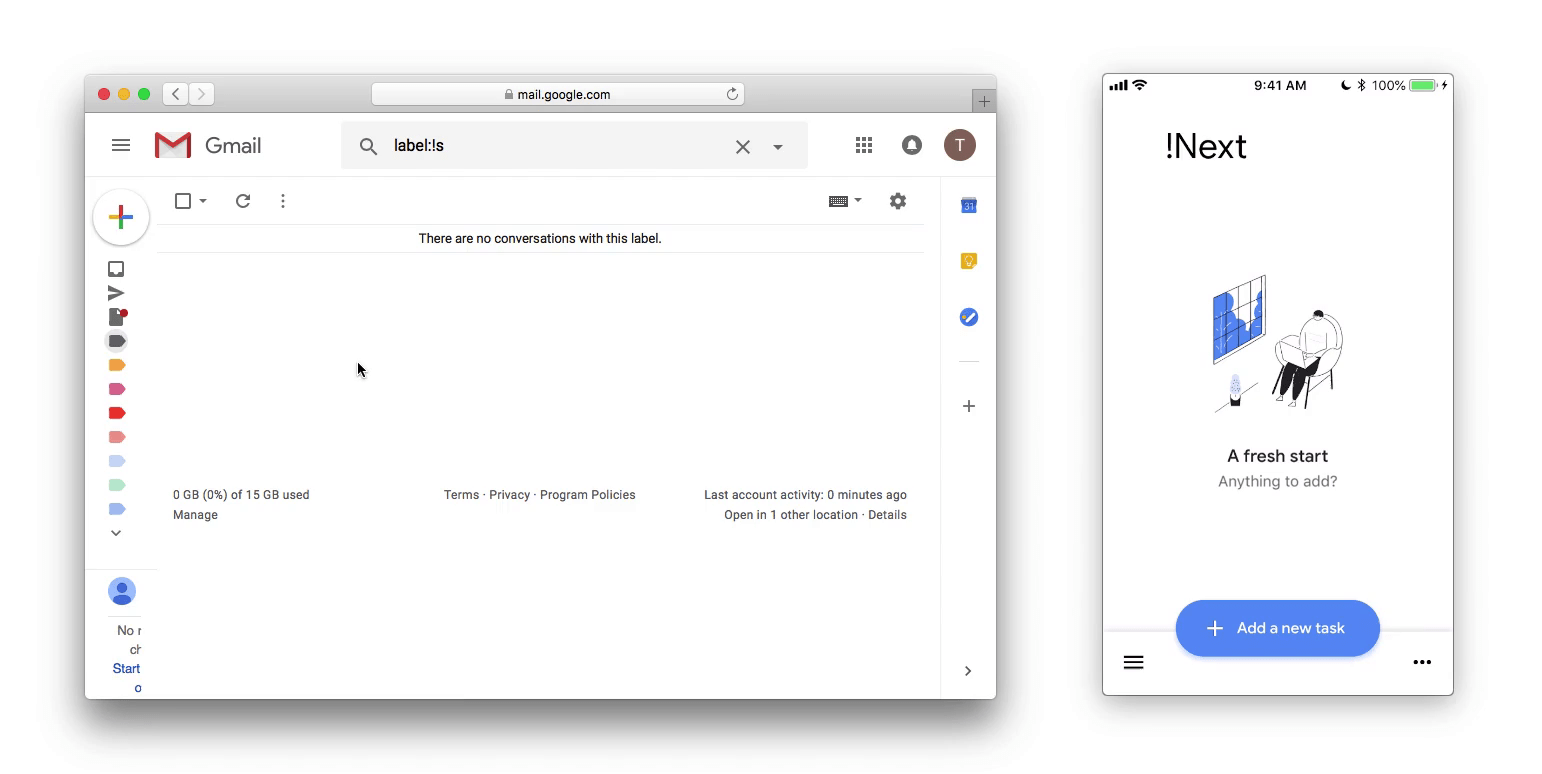 mail.google.com
Gmail
label:!s
T
31
There are no conversations with this label.
0 GB (0%) of 15 GB used
Manage
Terms · Privacy · Program Policies
Last account activity: 0 minutes ago
Open in 1 other location · Details
No r
ch
Start
o
9:41 AM
100%
!Next
A fresh start
Anything to add?
+ Add a new task